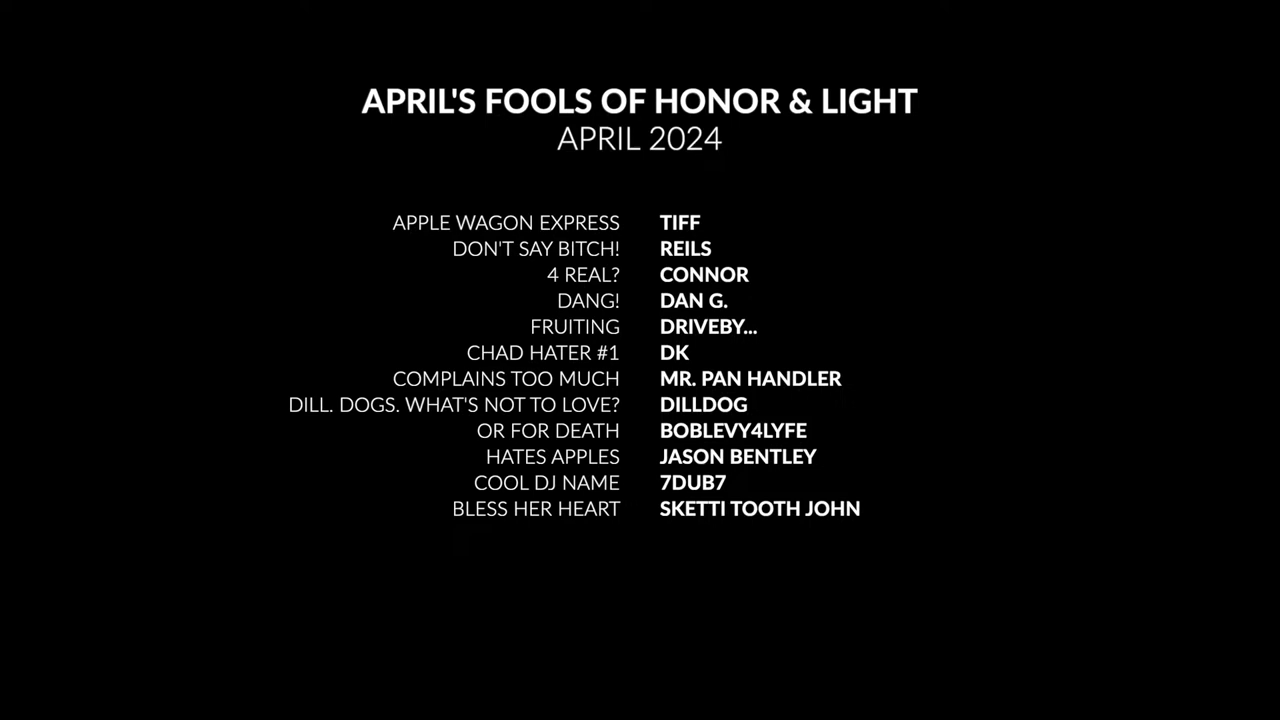 APRIL'S FOOLS OF HONOR & LIGHT
APRIL 2024
APPLE WAGON EXPRESS TIFF
DON'T SAY BITCH! REILS
4 REAL? CONNOR
DANG! DAN G.
FRUITING DRIVEBY...
CHAD HATER #1 DK
COMPLAINS TOO MUCH MR. PAN HANDLER
DILL. DOGS. WHAT'S NOT TO LOVE? DILLDOG
OR FOR DEATH BOBLEVY4LYFE
HATES APPLES JASON BENTLEY
COOL DJ NAME 7DUB7
BLESS HER HEART SKETTI TOOTH JOHN